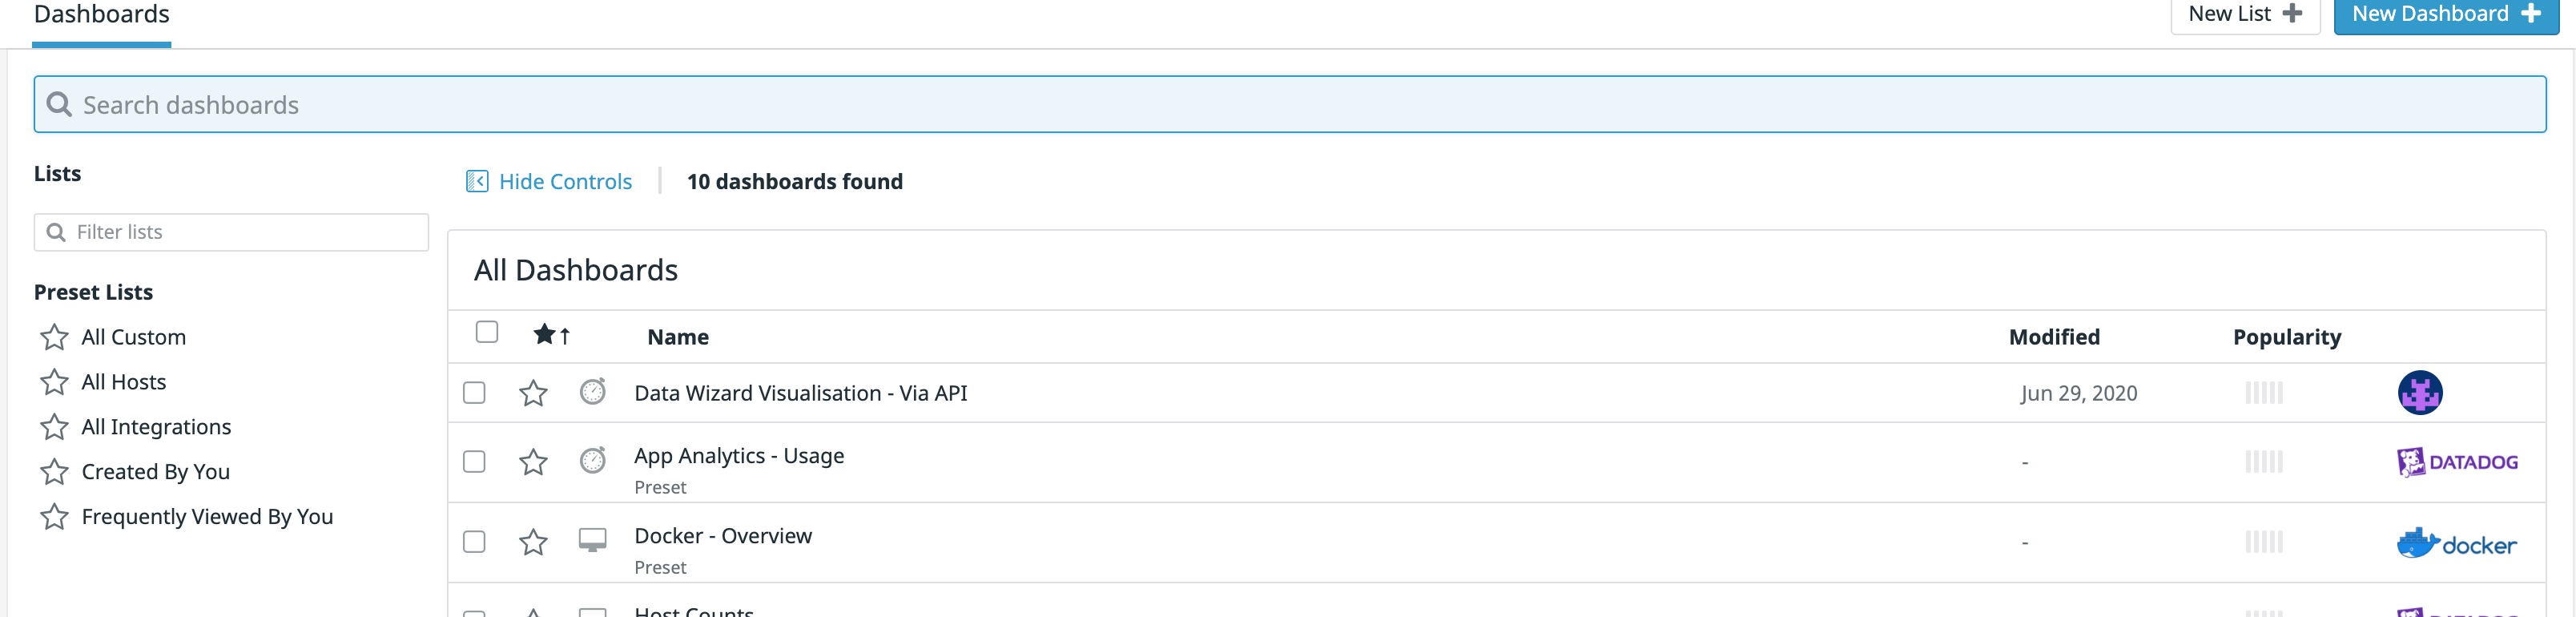 Dashboards
New List
New Dashboard
Search dashboards
Lists
Hide Controls
10 dashboards found
Filter lists
All Dashboards
Preset Lists
Name
Modified
Popularity
All Custom
All Hosts
All Integrations
Created By You
Frequently Viewed By You
Data Wizard Visualisation - Via API
Jun 29, 2020
App Analytics - Usage
Preset
-
DATADOG
Docker - Overview
Preset
-
docker
Host Counts
DATADOG